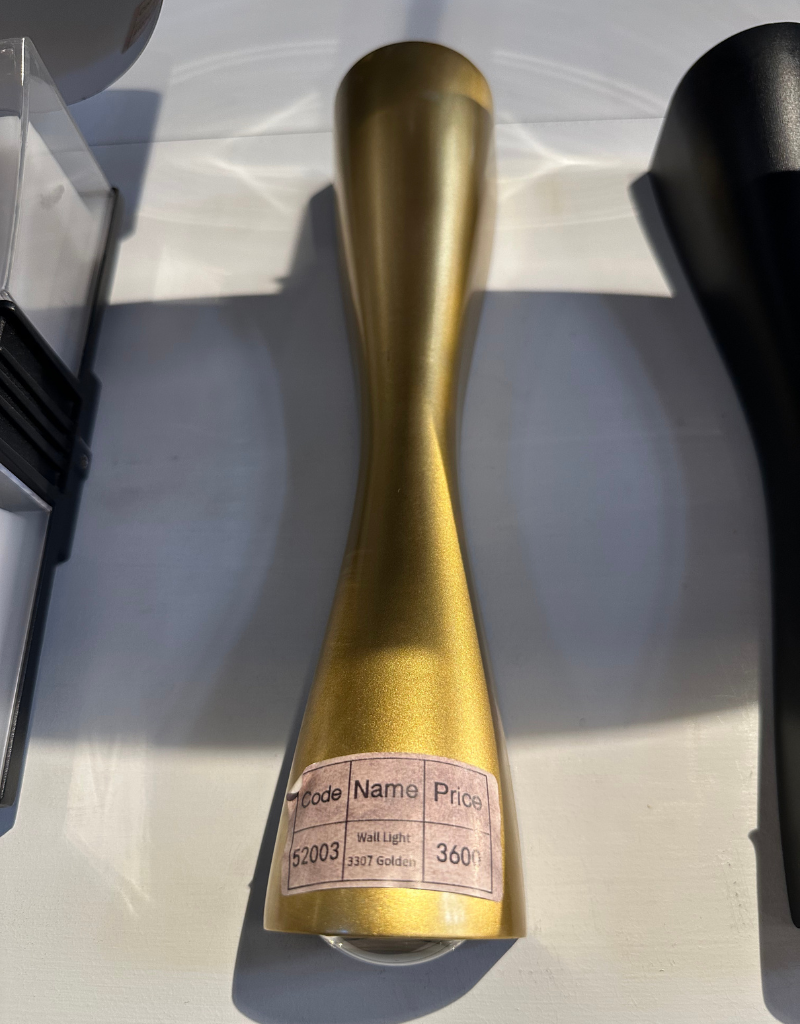 Code Name Price
52003 Wall Light 3600
3307 Golden